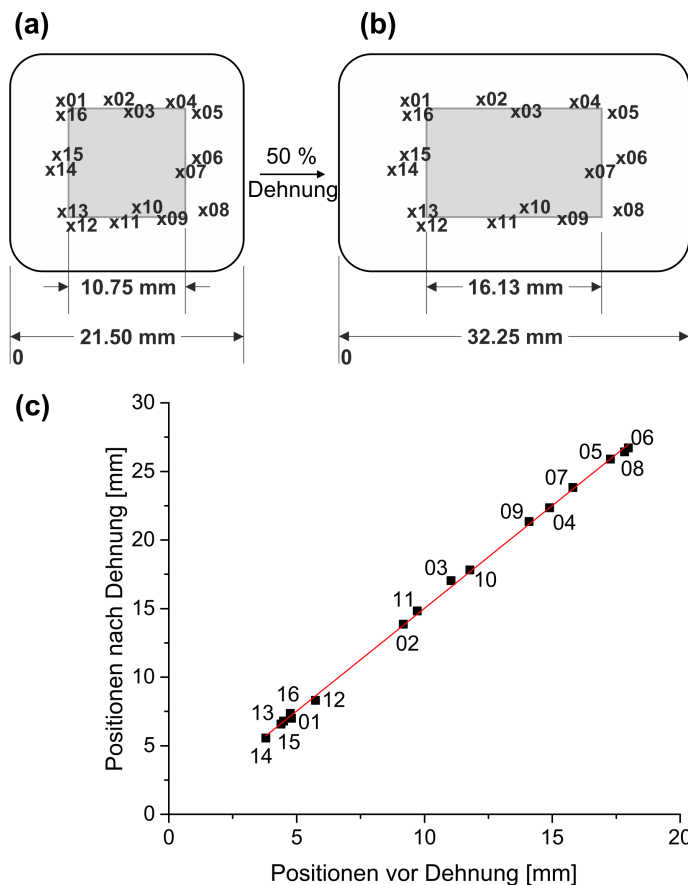 (a)
x01 x02 x04
x16 x03 x05
x15 x06
x14 x07
x13 x10 x08
x12 x11 x09
10.75 mm
21.50 mm
0
50 %
Dehnung
(b)
x01 x02 x04
x16 x03 x05
x15 x06
x14 x07
x13 x10 x08
x12 x11 x09
16.13 mm
32.25 mm
0
(c)
Positionen nach Dehnung [mm]
30
25
20
15
10
5
0
06
05
08
07
09
04
03
10
11
02
16
12
13
01
15
14
0 5 10 15 20
Positionen vor Dehnung [mm]